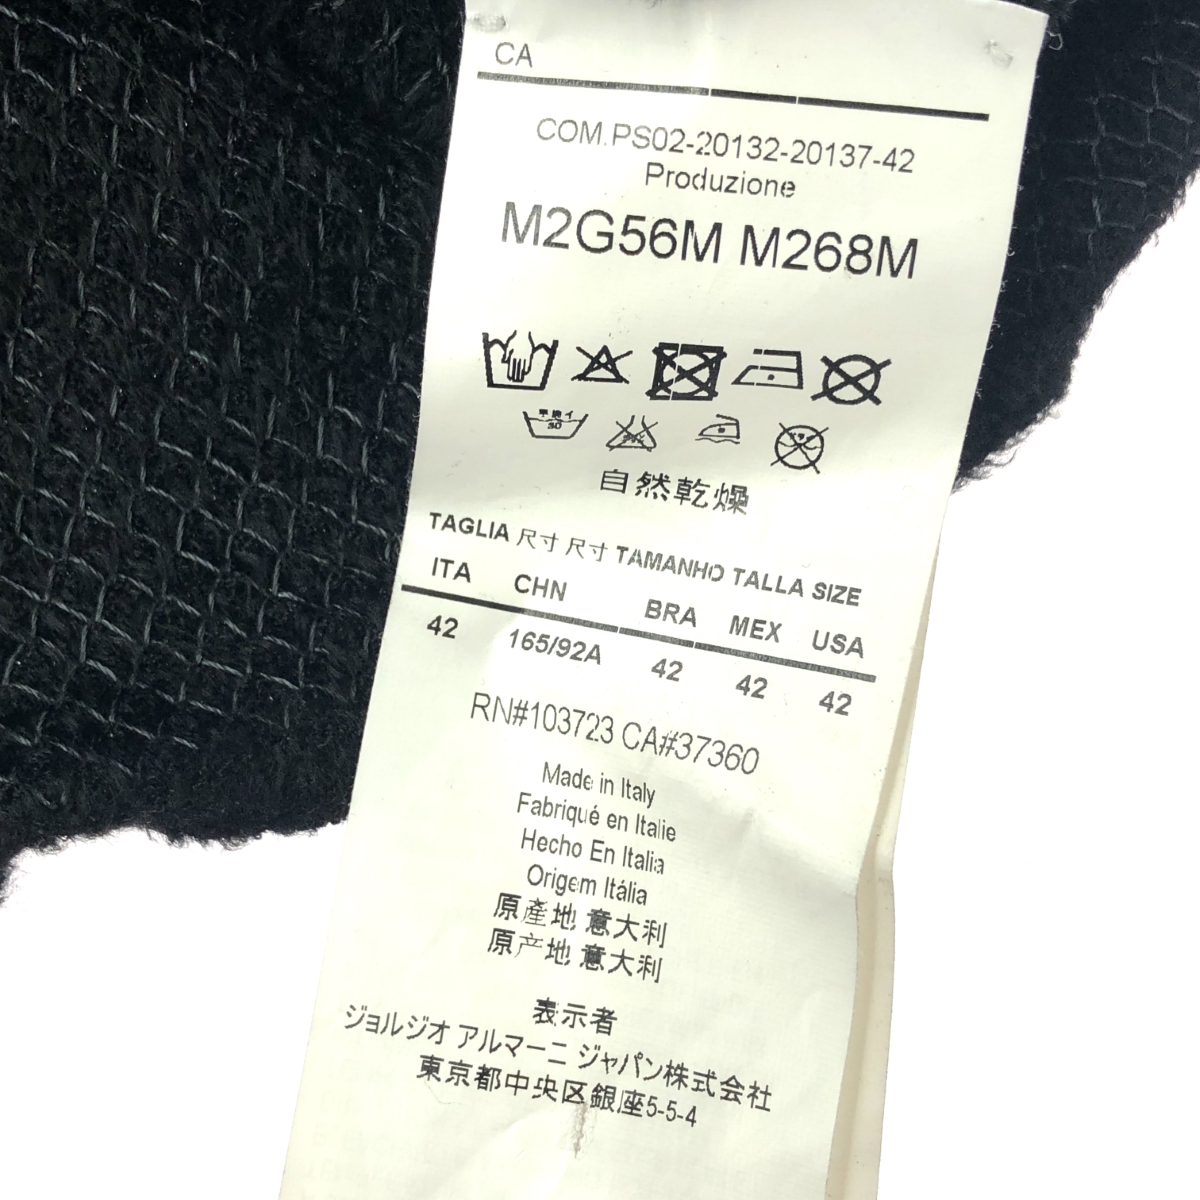 CA
COM.PS02-20132-20137-42
Produzione
M2G56M M268M
手洗イ
30
自然乾燥
TAGLIA 尺寸 尺寸 TAMANHO TALLA SIZE
ITA CHN BRA MEX USA
42 165/92A 42 42 42
RN#103723 CA#37360
Made in Italy
Fabriqué en Italie
Hecho En Italia
Origem Itália
原產地 意大利
原产地 意大利
表示者
ジョルジオ アルマーニ ジャパン株式会社
東京都中央区銀座5-5-4